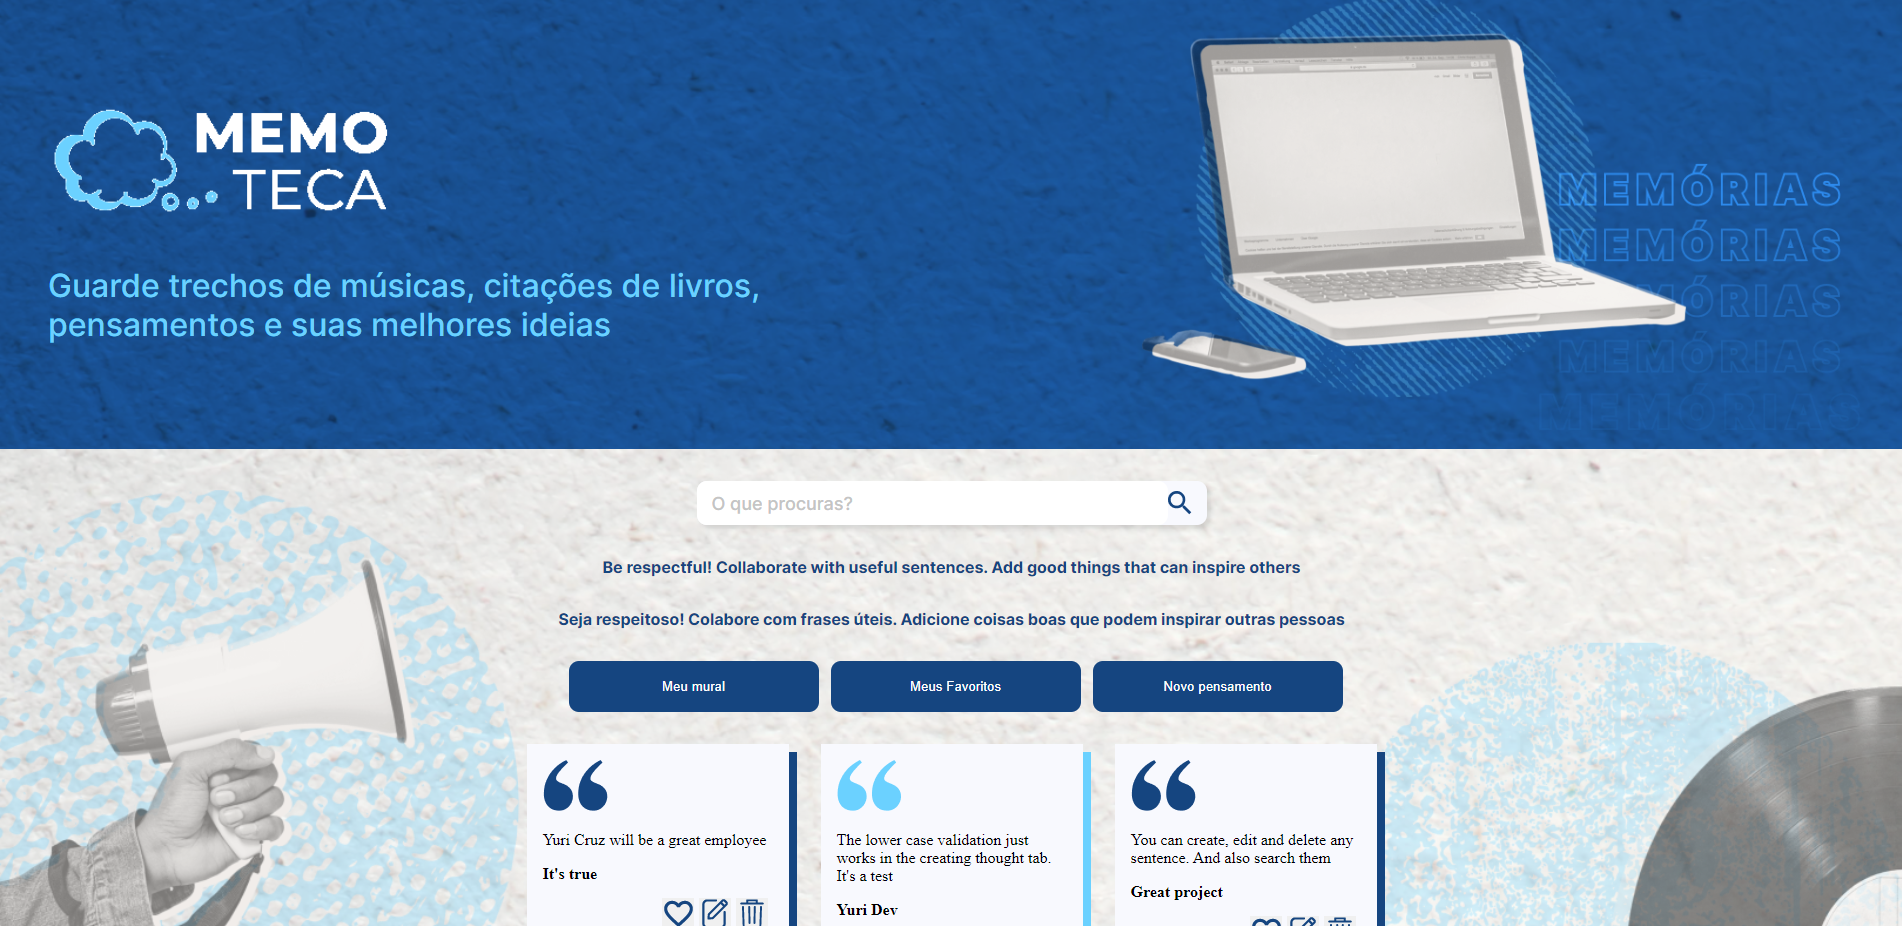 MEMO
TECA
Guarde trechos de músicas, citações de livros,
pensamentos e suas melhores ideias
MEMÓRIAS
MEMÓRIAS
MEMÓRIAS
MEMÓRIAS
O que procuras?
Be respectful! Collaborate with useful sentences. Add good things that can inspire others
Seja respeitoso! Colabore com frases úteis. Adicione coisas boas que podem inspirar outras pessoas
Meu mural
Meus Favoritos
Novo pensamento
Yuri Cruz will be a great employee
It's true
The lower case validation just
works in the creating thought tab.
It's a test
Yuri Dev
You can create, edit and delete any
sentence. And also search them
Great project